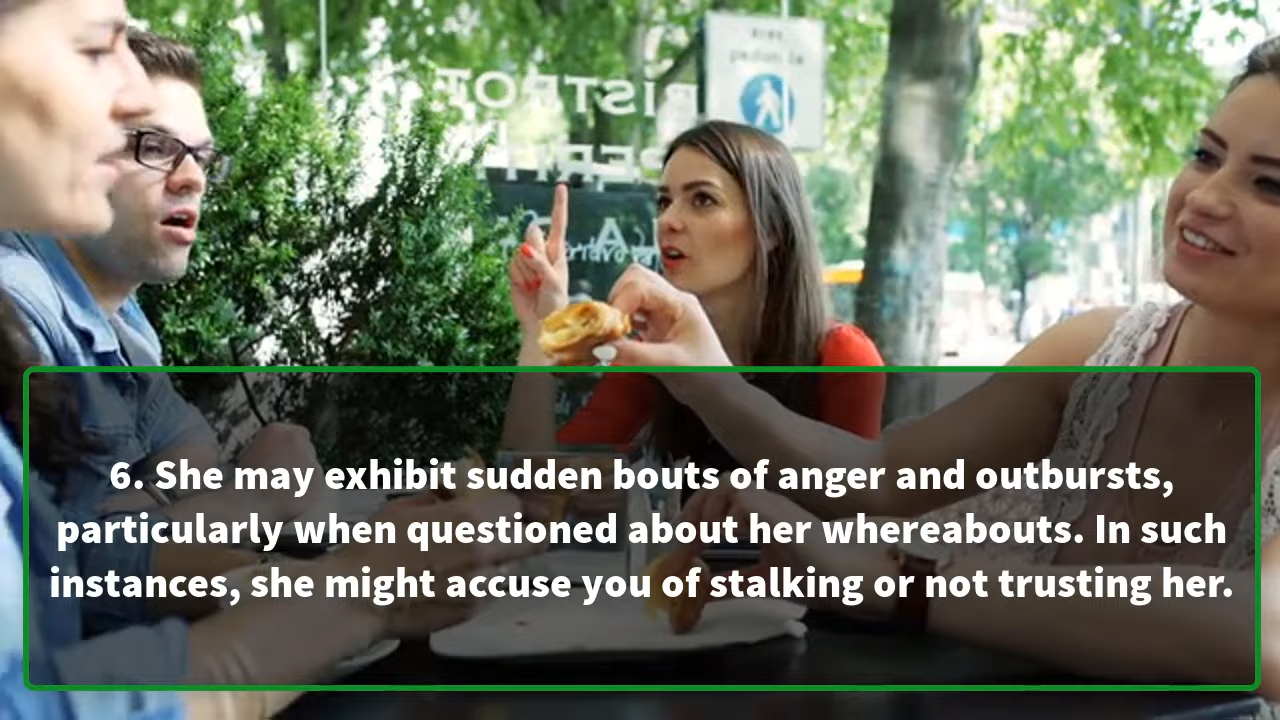 6. She may exhibit sudden bouts of anger and outbursts,
particularly when questioned about her whereabouts. In such
instances, she might accuse you of stalking or not trusting her.